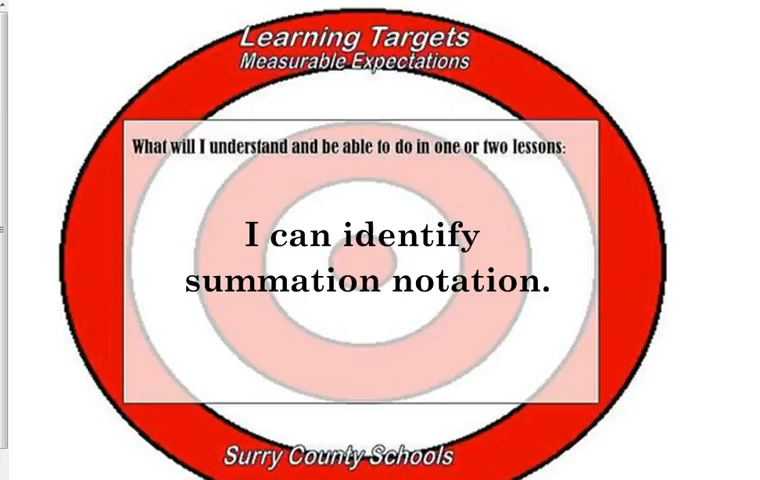 Learning Targets
Measurable Expectations
What will I understand and be able to do in one or two lessons:
I can identify
summation notation.
Surry County Schools